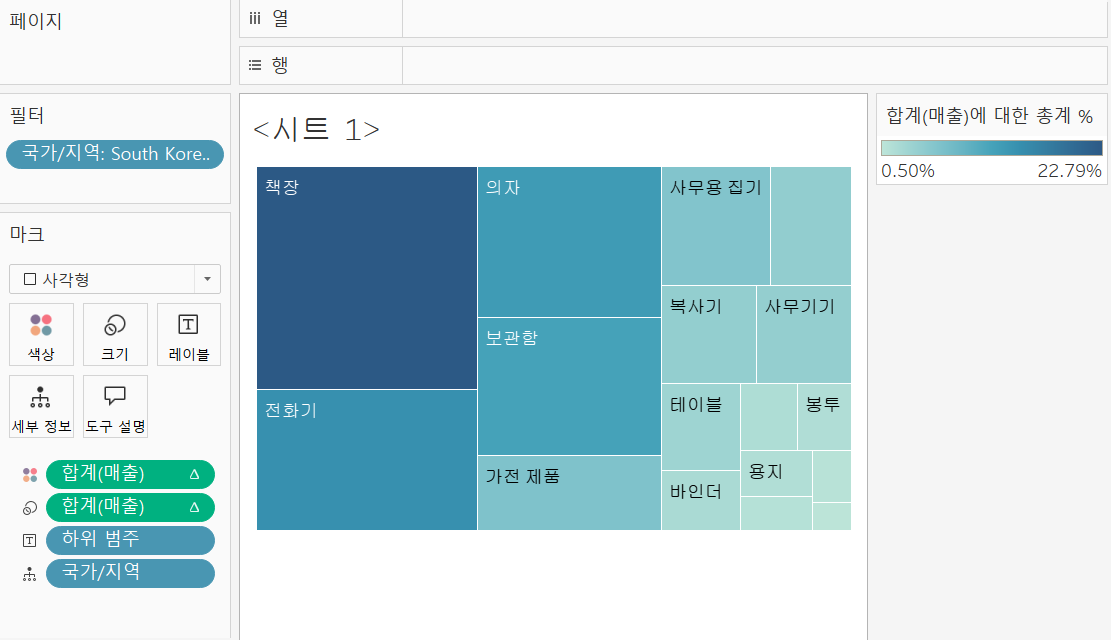 페이지
열
행
필터
국가/지역: South Kore..
마크
사각형
색상
크기
레이블
세부 정보
도구 설명
합계(매출) Δ
합계(매출) Δ
하위 범주
국가/지역
<시트 1>
책장
의자
사무용 집기
복사기
사무기기
보관함
전화기
테이블
봉투
가전 제품
용지
바인더
합계(매출)에 대한 총계 %
0.50% 22.79%